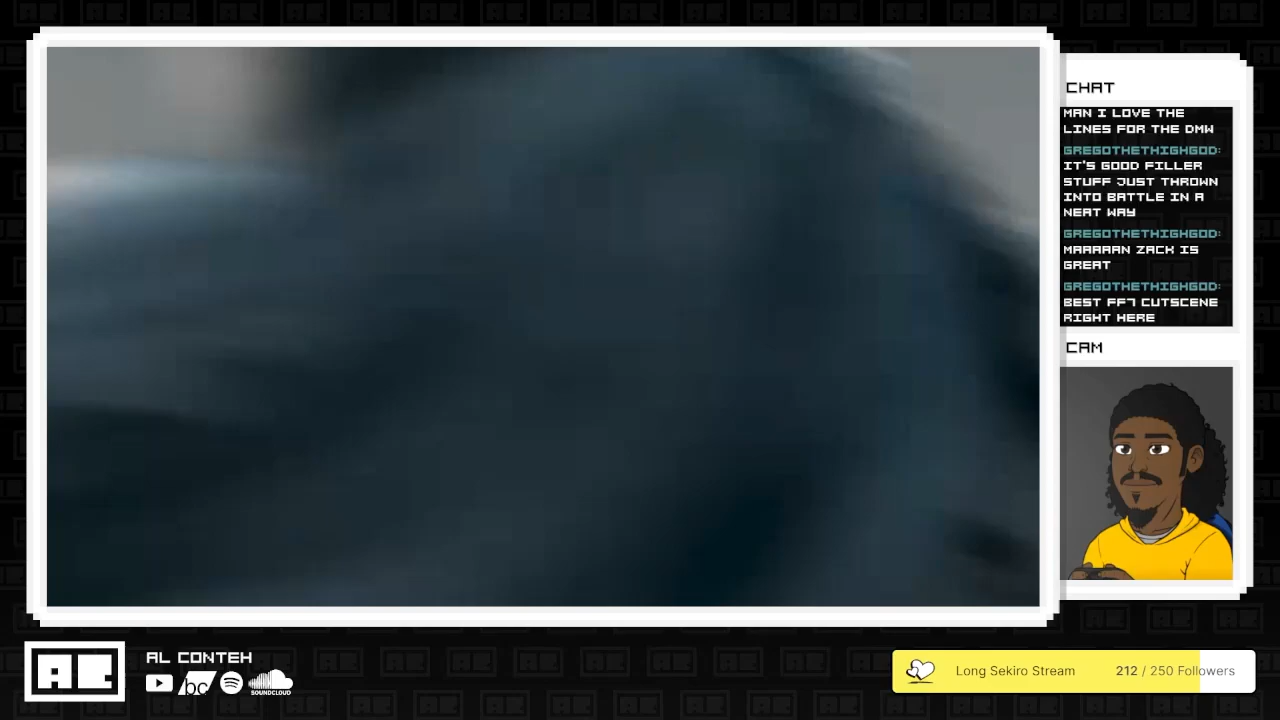 CHAT
MAN I LOVE THE
LINES FOR THE DMW
GREGOTHETHIGHGOD:
IT'S GOOD FILLER
STUFF JUST THROWN
INTO BATTLE IN A
NEAT WAY
GREGOTHETHIGHGOD:
MAAAAAN ZACK IS
GREAT
GREGOTHETHIGHGOD:
BEST FF7 CUTSCENE
RIGHT HERE
CAM
AC
AL CONTEH
bc
SOUNDCLOUD
Long Sekiro Stream 212 / 250 Followers